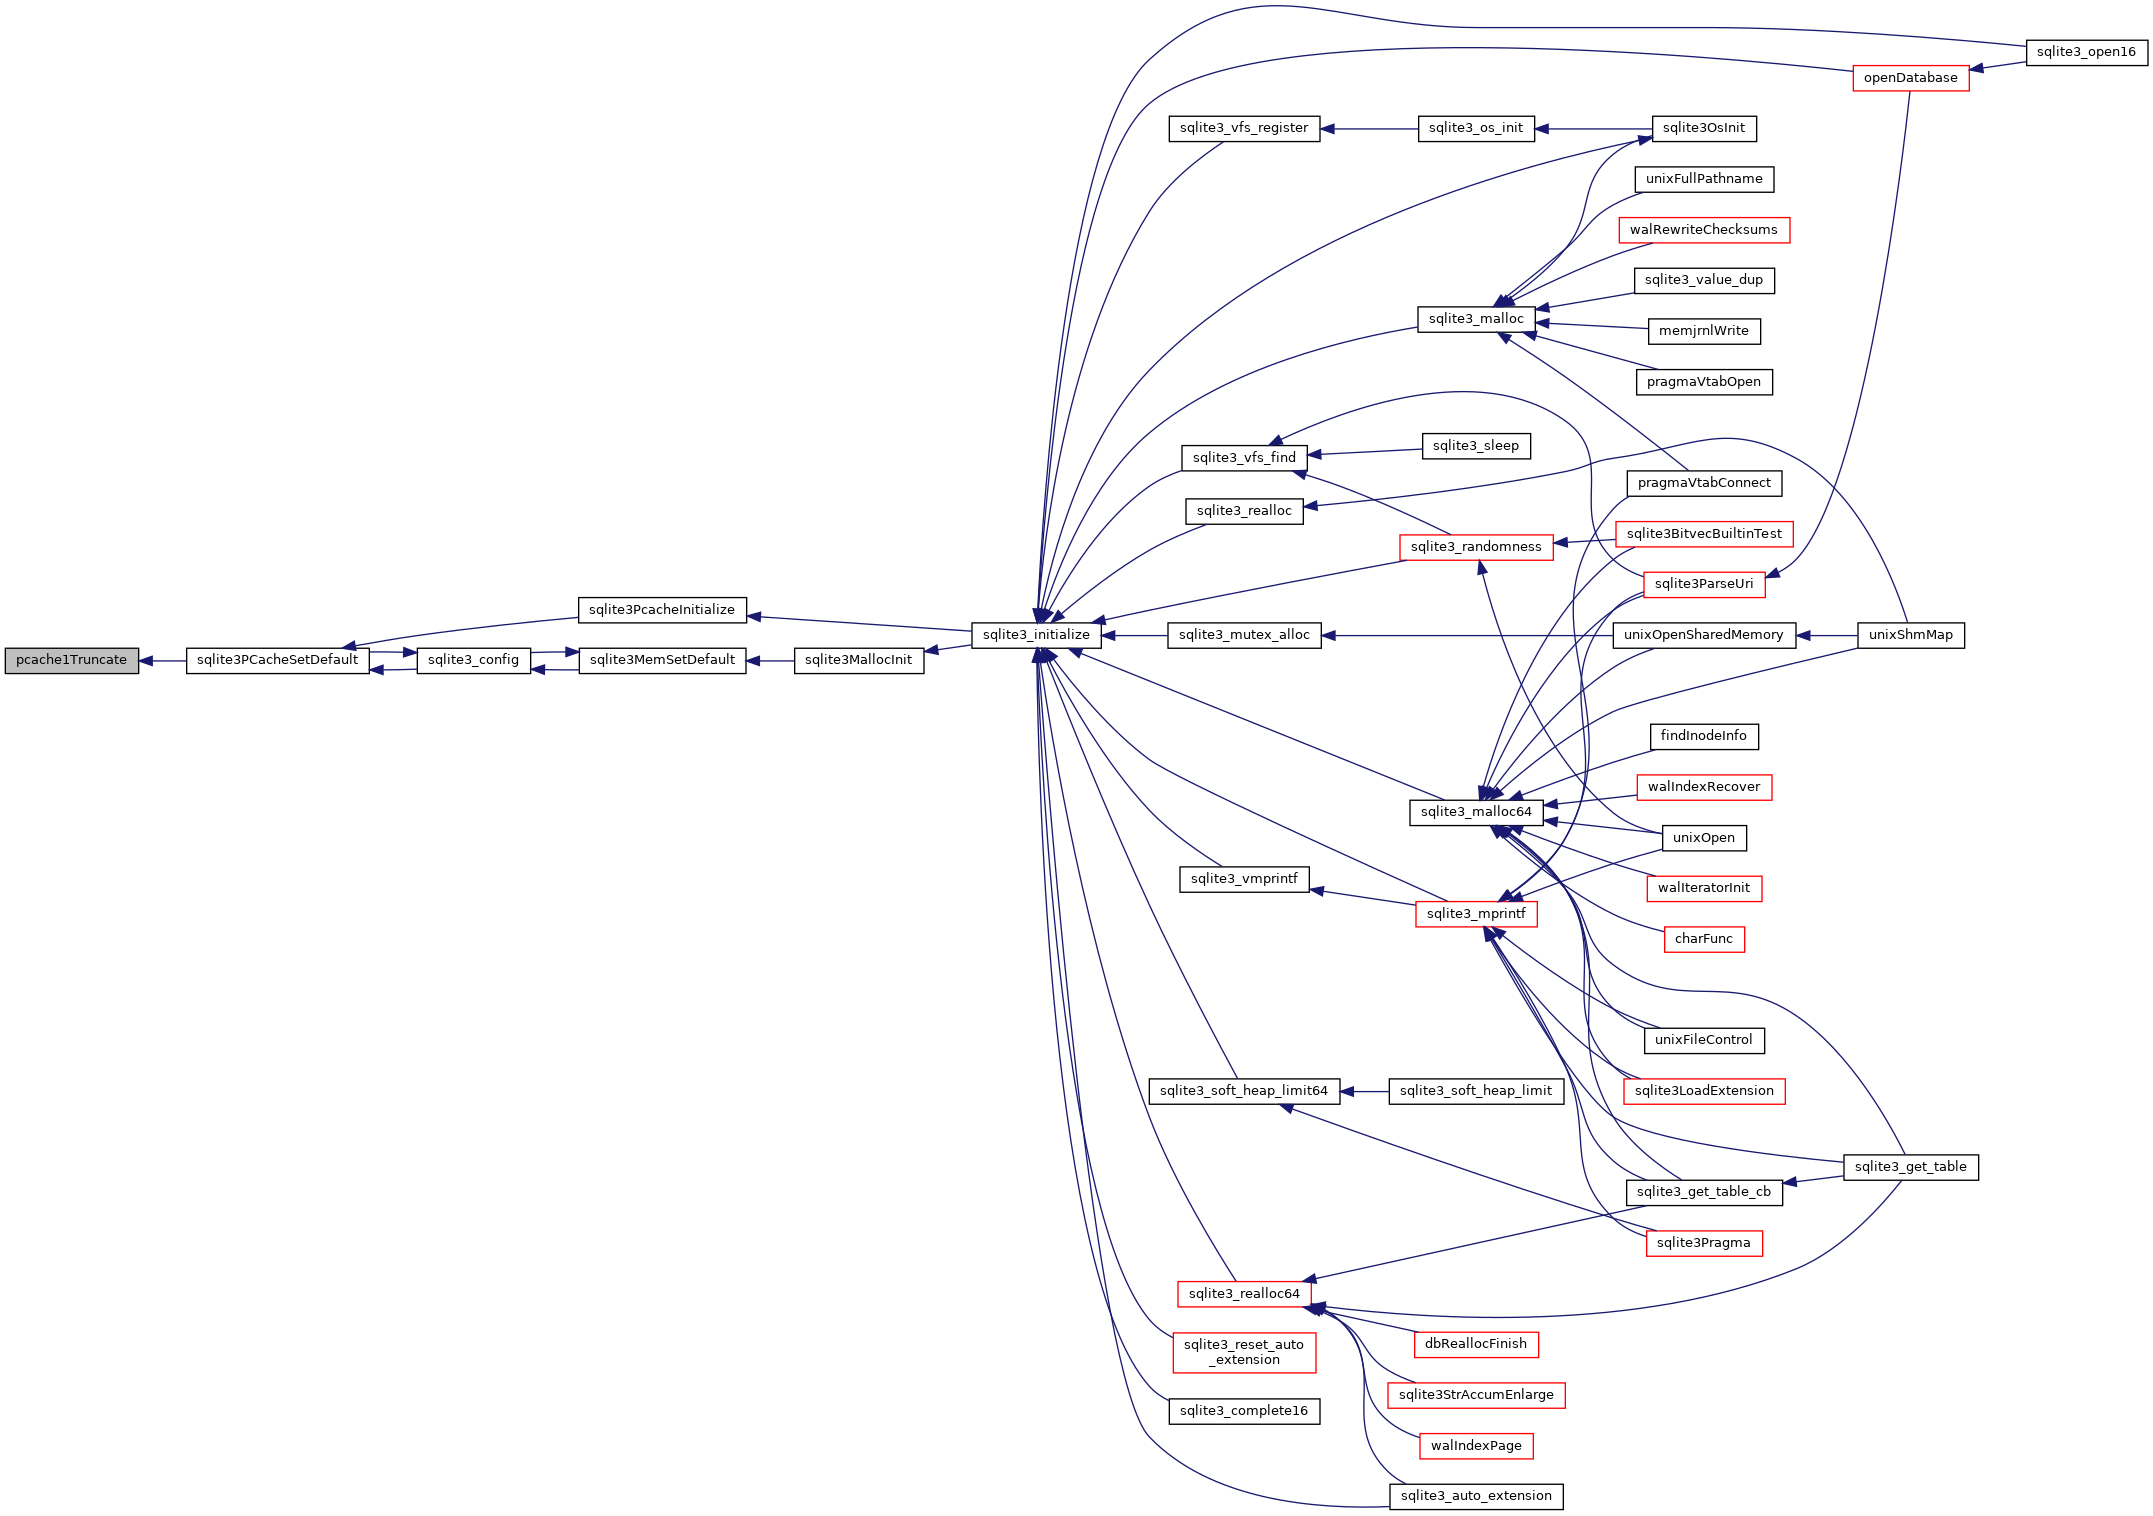 sqlite3_open16
openDatabase
sqlite3_vfs_register
sqlite3_os_init
sqlite3OsInit
unixFullPathname
walRewriteChecksums
sqlite3_value_dup
sqlite3_malloc
memjrnlWrite
pragmaVtabOpen
sqlite3_sleep
sqlite3_vfs_find
pragmaVtabConnect
sqlite3_realloc
sqlite3BitvecBuiltinTest
sqlite3_randomness
sqlite3ParseUri
sqlite3PcacheInitialize
sqlite3_initialize
sqlite3_mutex_alloc
unixOpenSharedMemory
unixShmMap
pcache1Truncate
sqlite3PCacheSetDefault
sqlite3_config
sqlite3MemSetDefault
sqlite3MallocInit
findInodeInfo
walIndexRecover
sqlite3_malloc64
unixOpen
sqlite3_vmprintf
walIteratorInit
sqlite3_mprintf
charFunc
unixFileControl
sqlite3_soft_heap_limit64
sqlite3_soft_heap_limit
sqlite3LoadExtension
sqlite3_get_table
sqlite3_get_table_cb
sqlite3Pragma
sqlite3_realloc64
sqlite3_reset_auto
_extension
dbReallocFinish
sqlite3StrAccumEnlarge
sqlite3_complete16
walIndexPage
sqlite3_auto_extension